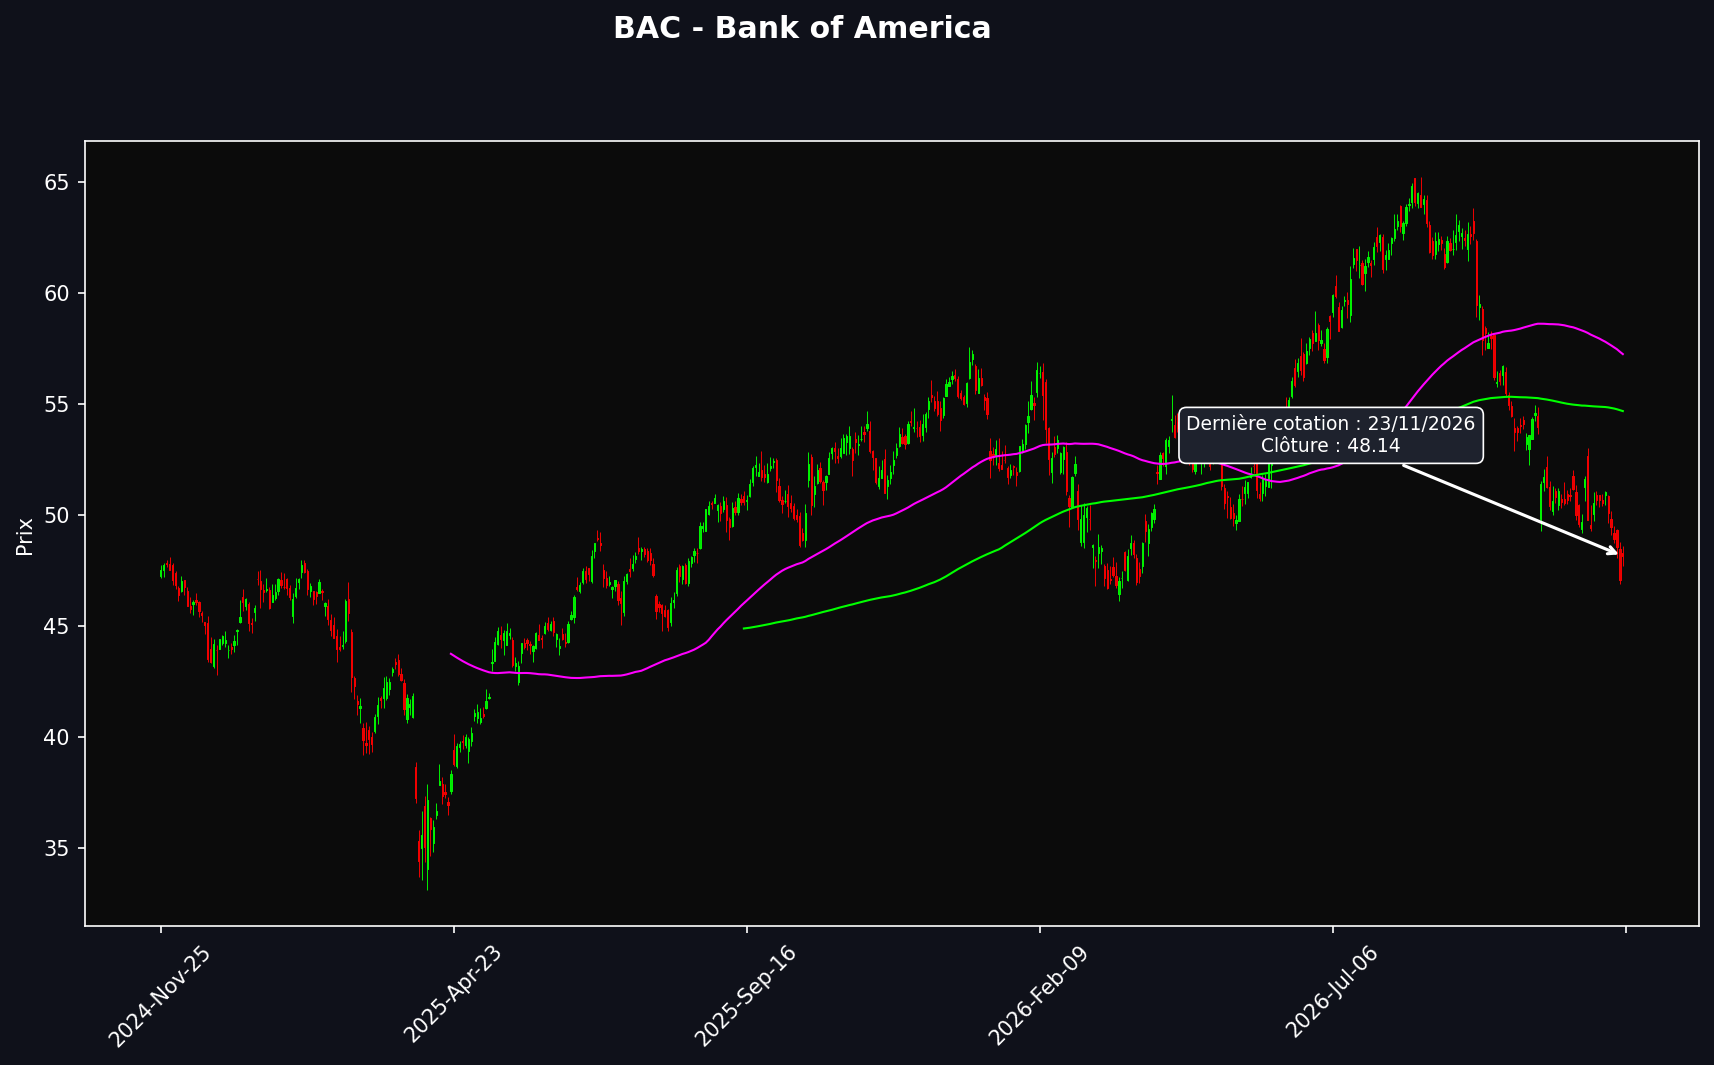 BAC - Bank of America
Prix
65
60
55
50
45
40
35
Dernière cotation : 23/11/2026
Clôture : 48.14
2024-Nov-25
2025-Apr-23
2025-Sep-16
2026-Feb-09
2026-Jul-06